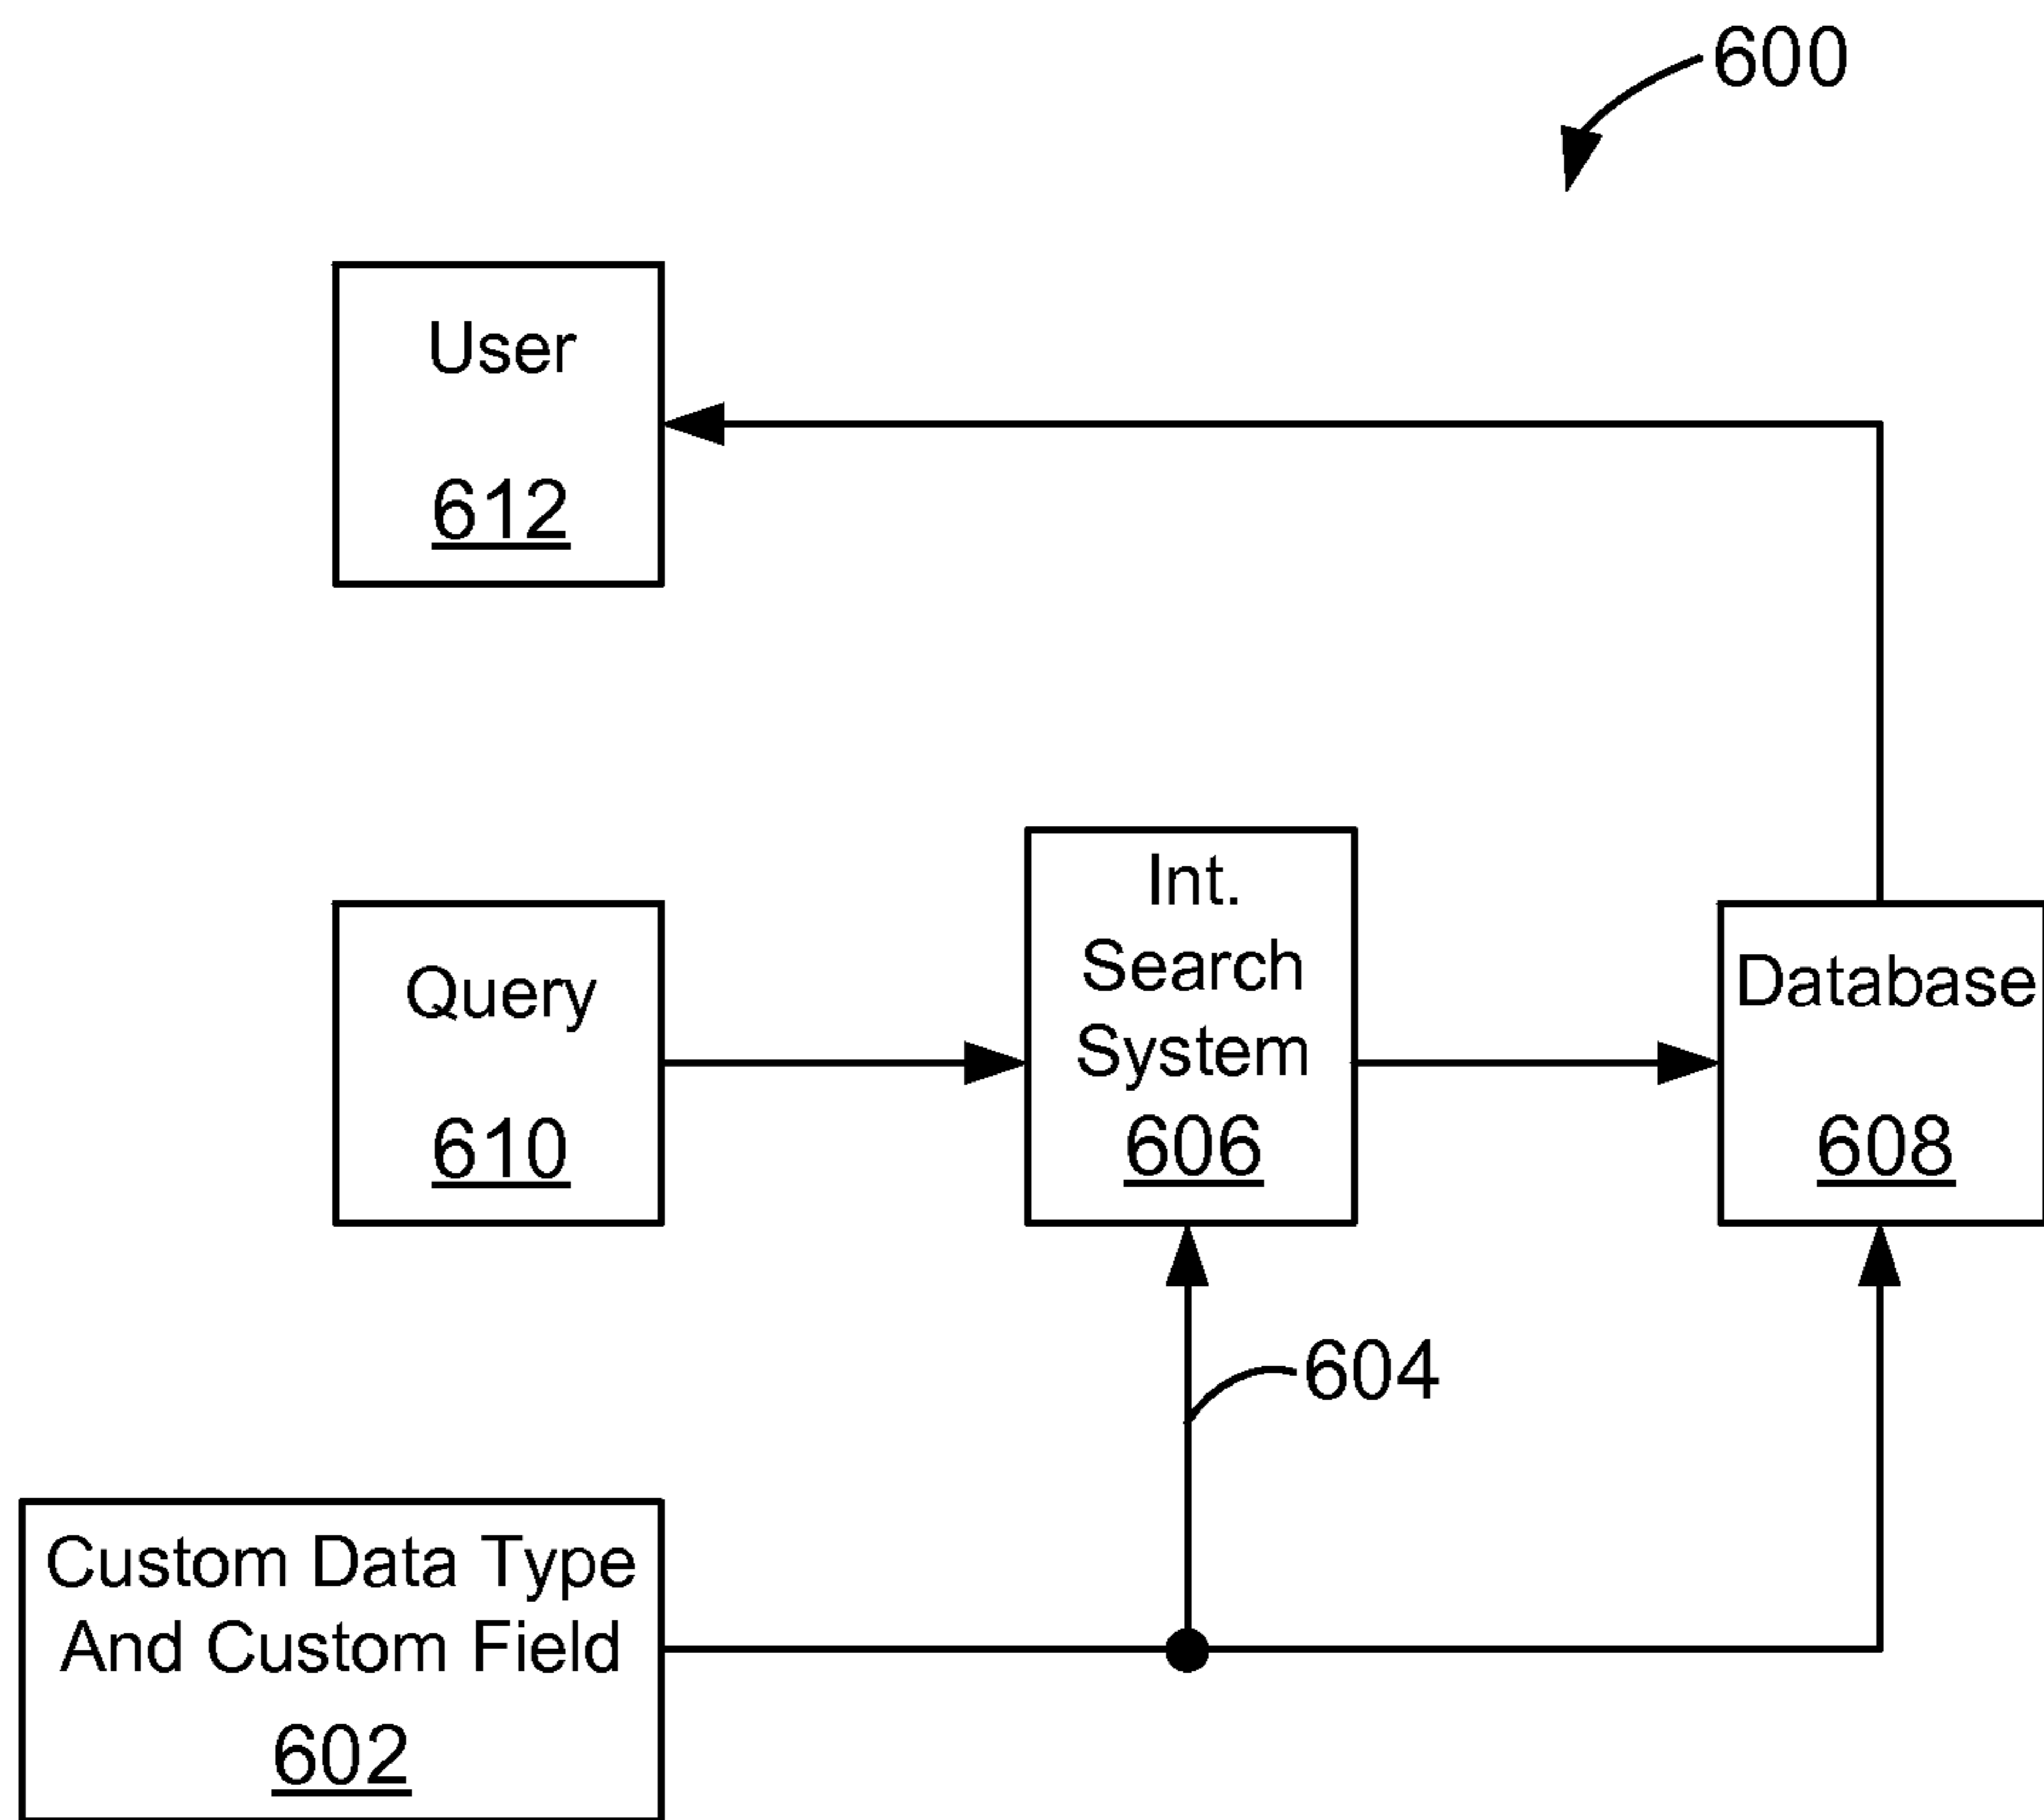 600
User
612
Query
610
Int.
Search
System
606
Database
608
604
Custom Data Type
And Custom Field
602